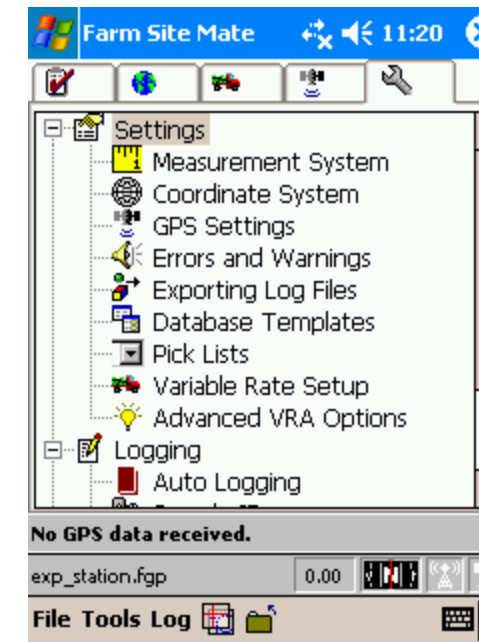 Farm Site Mate 11:20
Settings
Measurement System
Coordinate System
GPS Settings
Errors and Warnings
Exporting Log Files
Database Templates
Pick Lists
Variable Rate Setup
Advanced VRA Options
Logging
Auto Logging
No GPS data received.
exp_station.fgp 0.00
File Tools Log